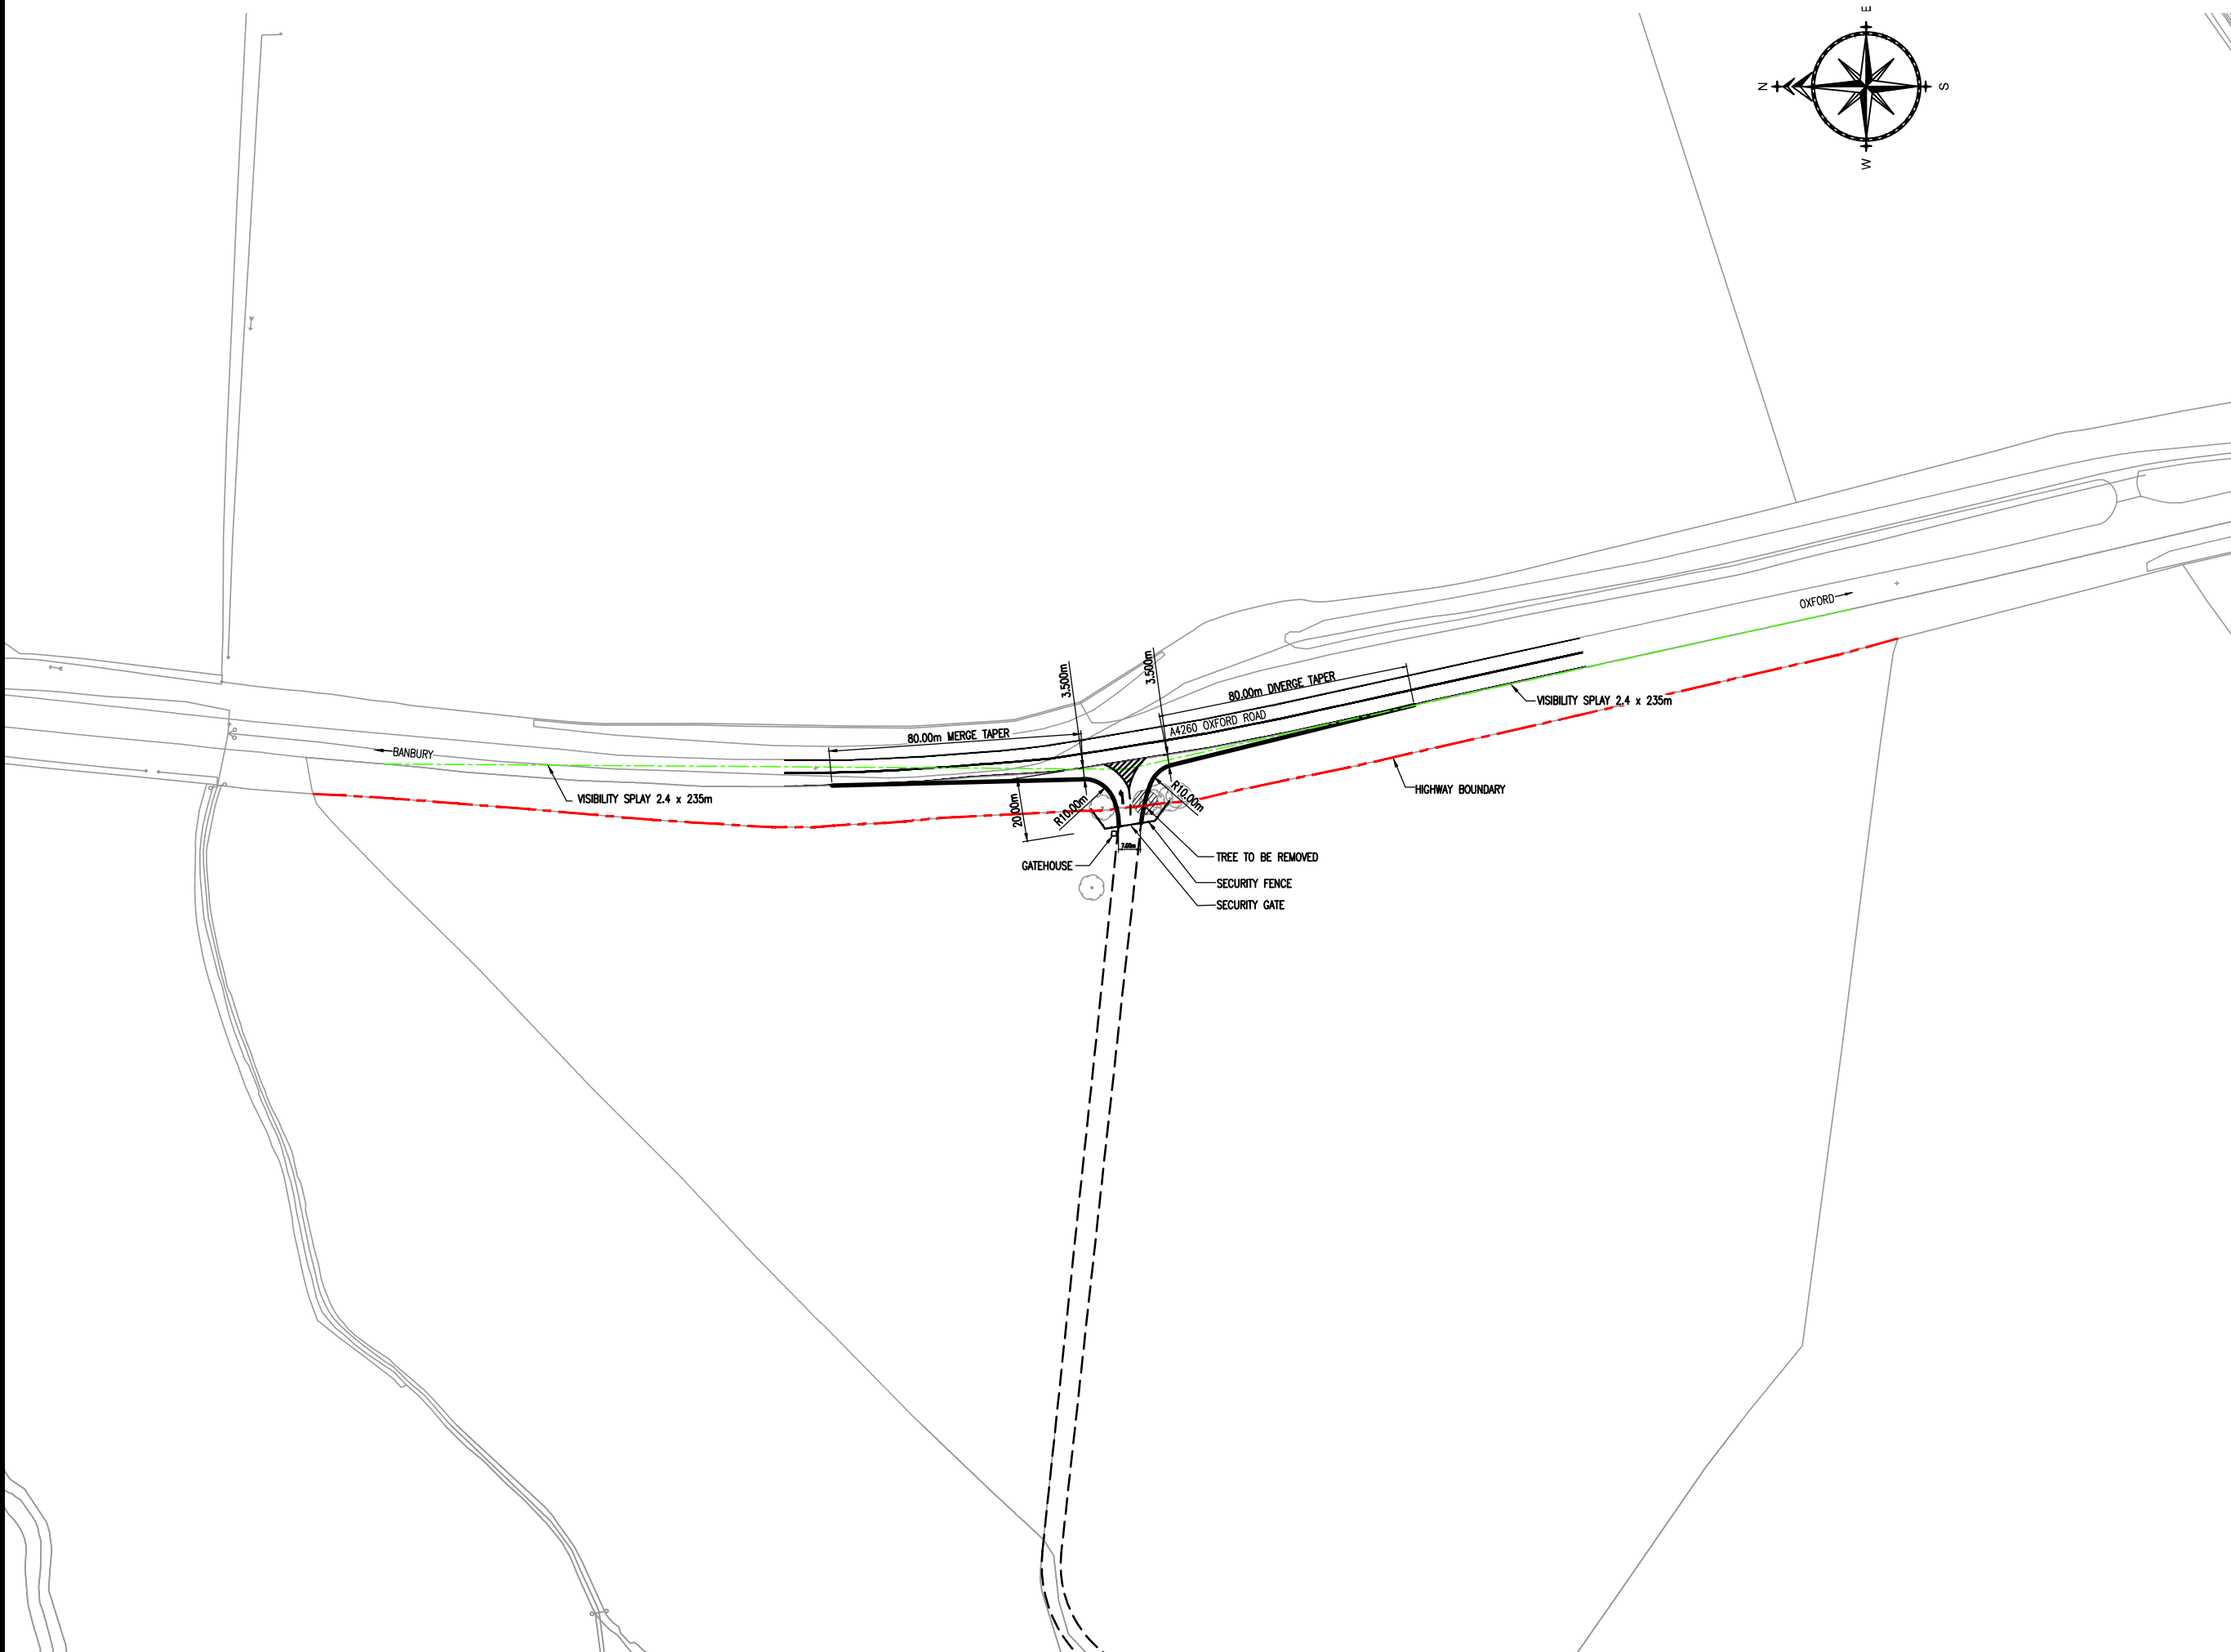 E
N
S
W
OXFORD
3.500m
3.500m
80.00m DIVERGE TAPER
VISIBILITY SPLAY 2.4 x 235m
A4260 OXFORD ROAD
80.00m MERGE TAPER
BANBURY
VISIBILITY SPLAY 2.4 x 235m
HIGHWAY BOUNDARY
20.00m
R10.00m
R10.00m
7.00m
GATEHOUSE
TREE TO BE REMOVED
SECURITY FENCE
SECURITY GATE